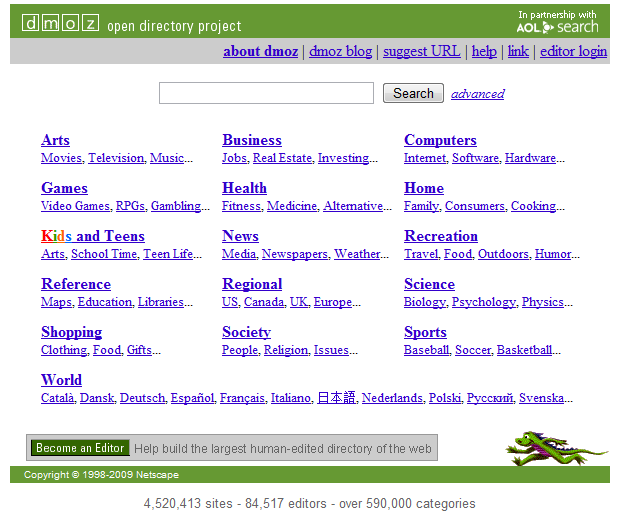 dmoz open directory project
In partnership with
AOL search
about dmoz | dmoz blog | suggest URL | help | link | editor login
Search advanced
Arts Business Computers
Movies, Television, Music... Jobs, Real Estate, Investing... Internet, Software, Hardware...
Games Health Home
Video Games, RPGs, Gambling... Fitness, Medicine, Alternative... Family, Consumers, Cooking...
Kids and Teens News Recreation
Arts, School Time, Teen Life... Media, Newspapers, Weather... Travel, Food, Outdoors, Humor...
Reference Regional Science
Maps, Education, Libraries... US, Canada, UK, Europe... Biology, Psychology, Physics...
Shopping Society Sports
Clothing, Food, Gifts... People, Religion, Issues... Baseball, Soccer, Basketball...
World
Català, Dansk, Deutsch, Español, Français, Italiano, 日本語, Nederlands, Polski, Русский, Svenska...
Become an Editor Help build the largest human-edited directory of the web
Copyright © 1998-2009 Netscape
4,520,413 sites - 84,517 editors - over 590,000 categories